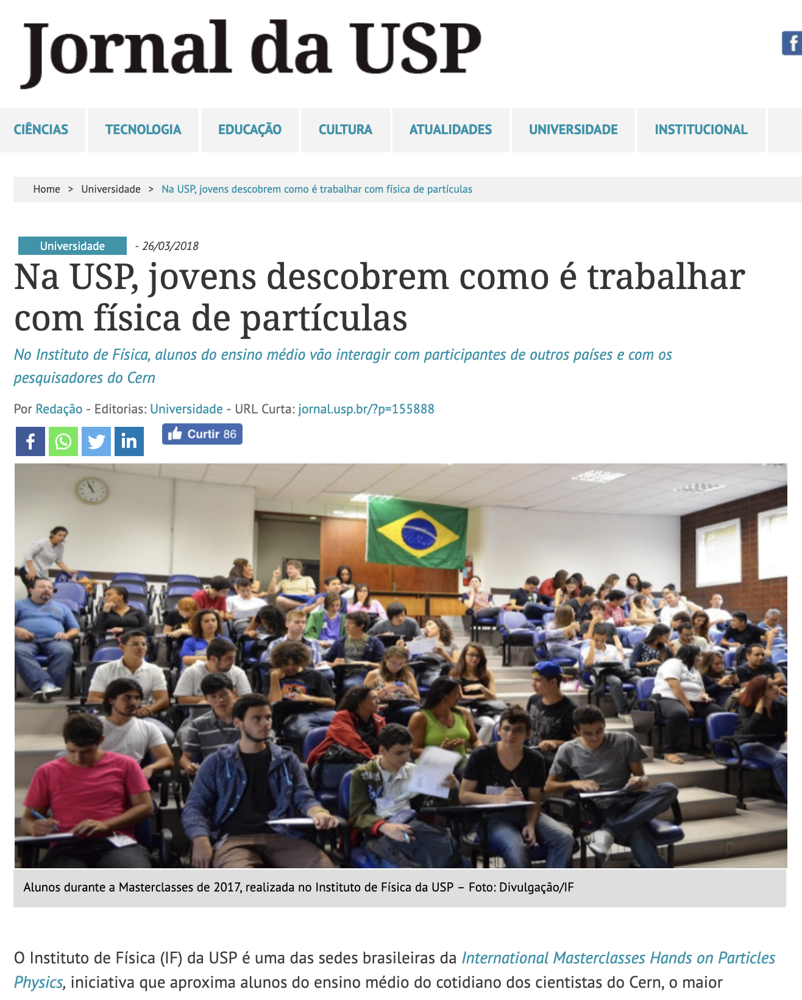 Jornal da USP
CIÊNCIAS TECNOLOGIA EDUCAÇÃO CULTURA ATUALIDADES UNIVERSIDADE INSTITUCIONAL
Home > Universidade > Na USP, jovens descobrem como é trabalhar com física de partículas
Universidade - 26/03/2018
Na USP, jovens descobrem como é trabalhar
com física de partículas
No Instituto de Física, alunos do ensino médio vão interagir com participantes de outros países e com os
pesquisadores do Cern
Por Redação - Editorias: Universidade - URL Curta: jornal.usp.br/?p=155888
Curtir 86
Alunos durante a Masterclasses de 2017, realizada no Instituto de Física da USP – Foto: Divulgação/IF
O Instituto de Física (IF) da USP é uma das sedes brasileiras da International Masterclasses Hands on Particles
Physics, iniciativa que aproxima alunos do ensino médio do cotidiano dos cientistas do Cern, o maior